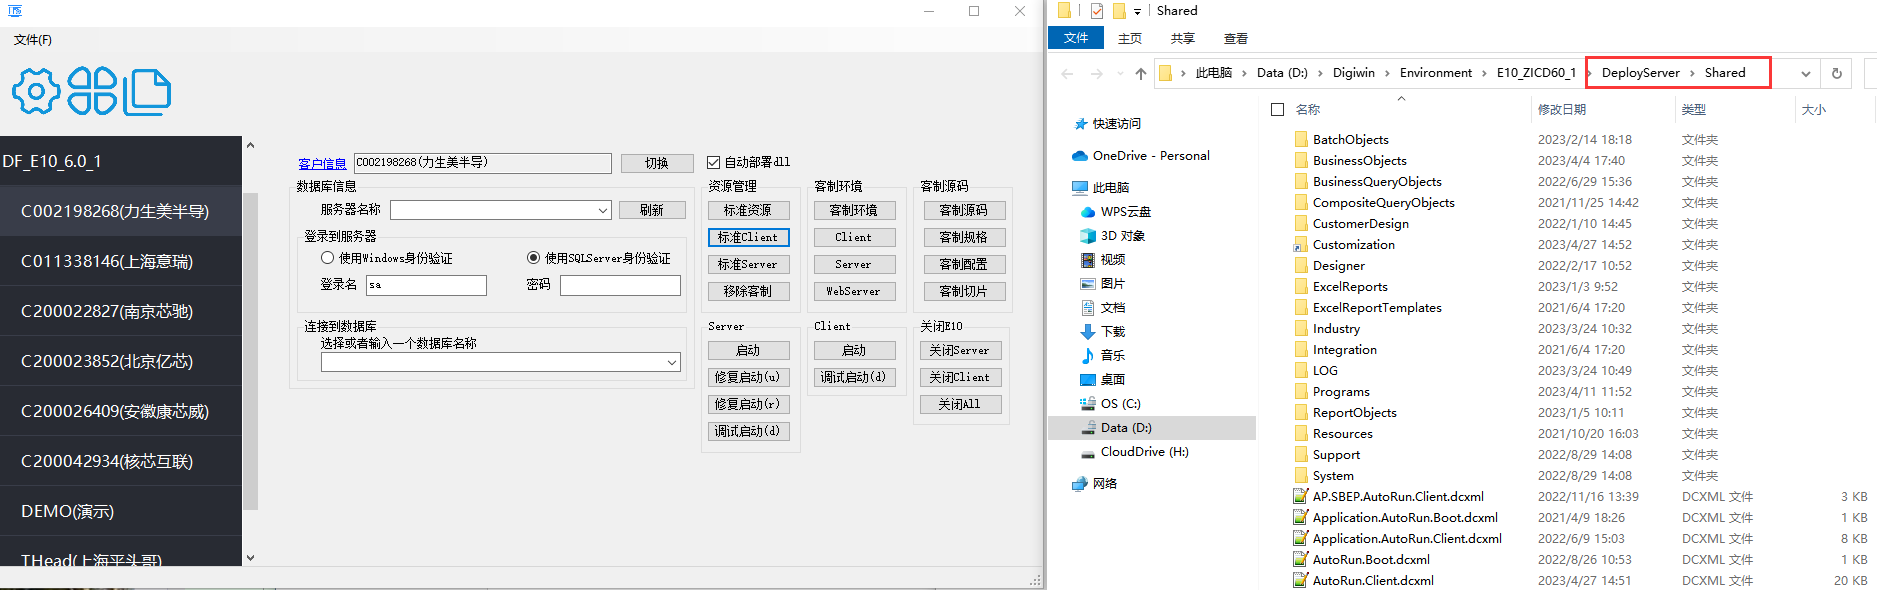 文件(F)
DF_E10_6.0_1
C002198268(力生美半导)
C011338146(上海意瑞)
C200022827(南京芯驰)
C200023852(北京亿芯)
C200026409(安徽康芯威)
C200042934(核芯互联)
DEMO(演示)
THead(上海平头哥)
客户信息 C002198268(力生美半导) 切换 自动部署dll
数据库信息
服务器名称 刷新
登录到服务器
使用Windows身份验证 使用SQLServer身份验证
登录名 sa 密码
连接到数据库
选择或者输入一个数据库名称
资源管理
标准资源
标准Client
标准Server
移除客制
客制环境
客制环境
Client
Server
WebServer
客制源码
客制源码
客制规格
客制配置
客制切片
Server
启动
修复启动(u)
修复启动(r)
调试启动(d)
Client
启动
调试启动(d)
关闭E10
关闭Server
关闭Client
关闭All
Shared
文件 主页 共享 查看
此电脑 Data (D:) Digiwin Environment E10_ZICD60_1 DeployServer Shared
快速访问
OneDrive - Personal
此电脑
WPS云盘
3D 对象
视频
图片
文档
下载
音乐
桌面
OS (C:)
Data (D:)
CloudDrive (H:)
网络
名称 修改日期 类型 大小
BatchObjects 2023/2/14 18:18 文件夹
BusinessObjects 2023/4/4 17:40 文件夹
BusinessQueryObjects 2022/6/29 15:36 文件夹
CompositeQueryObjects 2021/11/25 14:42 文件夹
CustomerDesign 2022/1/10 14:45 文件夹
Customization 2023/4/27 14:52 文件夹
Designer 2022/2/17 10:52 文件夹
ExcelReports 2023/1/3 9:52 文件夹
ExcelReportTemplates 2021/6/4 17:20 文件夹
Industry 2023/3/24 10:32 文件夹
Integration 2021/6/4 17:20 文件夹
LOG 2023/3/24 10:49 文件夹
Programs 2023/4/11 11:52 文件夹
ReportObjects 2023/1/5 10:11 文件夹
Resources 2021/10/20 16:03 文件夹
Support 2022/8/29 14:08 文件夹
System 2022/8/29 14:08 文件夹
AP.SBEP.AutoRun.Client.dcxml 2022/11/16 13:39 DCXML 文件 3 KB
Application.AutoRun.Boot.dcxml 2021/4/9 18:26 DCXML 文件 1 KB
Application.AutoRun.Client.dcxml 2022/6/9 15:03 DCXML 文件 8 KB
AutoRun.Boot.dcxml 2022/8/26 10:53 DCXML 文件 1 KB
AutoRun.Client.dcxml 2023/4/27 14:51 DCXML 文件 20 KB